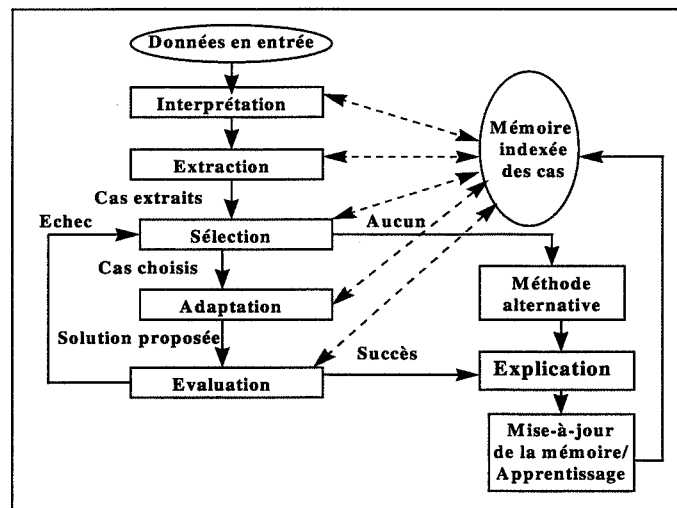 Données en entrée
Interprétation
Mémoire
indexée
des cas
Extraction
Cas extraits
Echec
Aucun
Sélection
Cas choisis
Méthode
alternative
Adaptation
Solution proposée
Succès
Evaluation
Explication
Mise-à-jour
de la mémoire/
Apprentissage